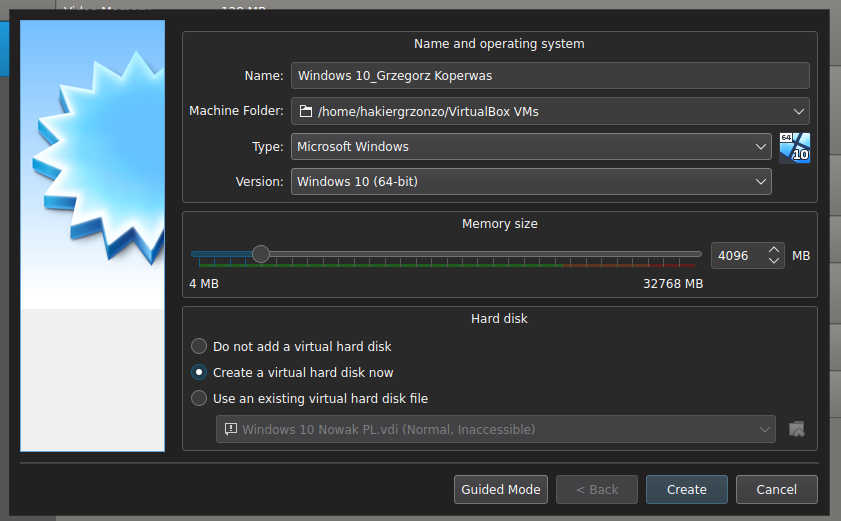 Name and operating system
Name: Windows 10_Grzegorz Koperwas
Machine Folder: /home/hakiergrzonzo/VirtualBox VMs
Type: Microsoft Windows
64
10
Version: Windows 10 (64-bit)
Memory size
4096 MB
4 MB 32768 MB
Hard disk
Do not add a virtual hard disk
Create a virtual hard disk now
Use an existing virtual hard disk file
Windows 10 Nowak PL.vdi (Normal, Inaccessible)
Guided Mode < Back Create Cancel